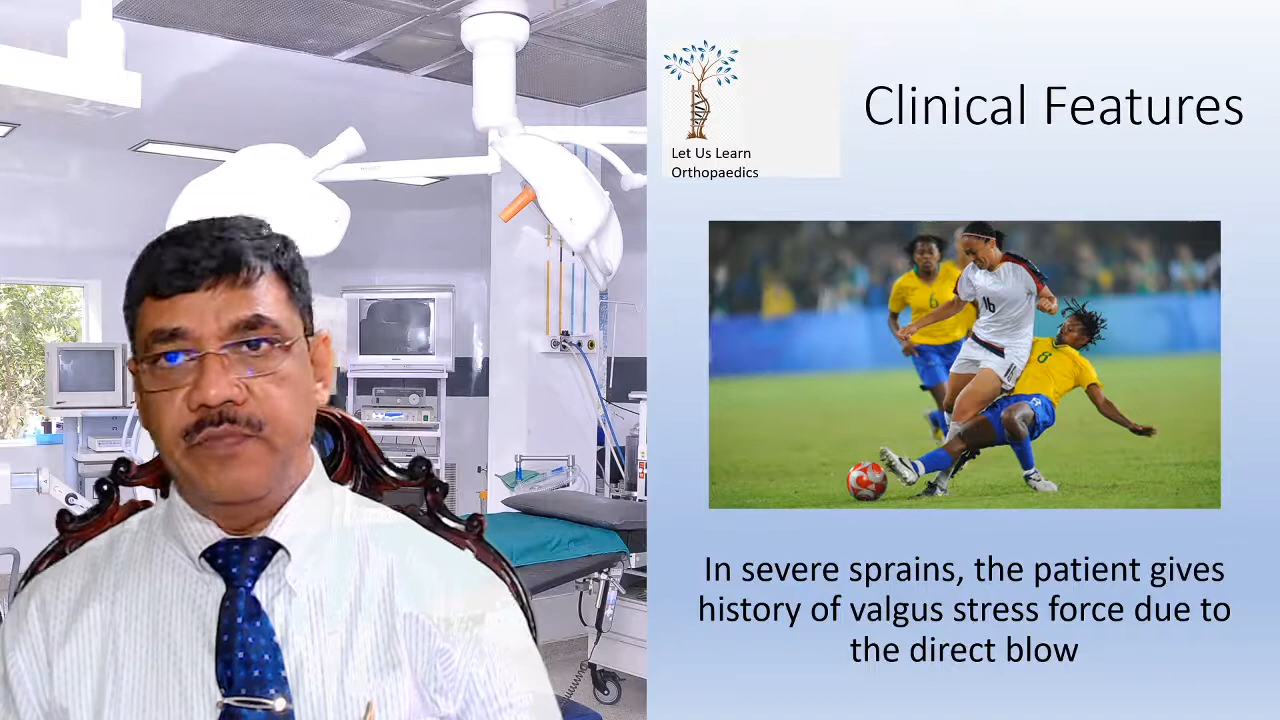 Let Us Learn
Orthopaedics
Clinical Features
16
6
8
In severe sprains, the patient gives
history of valgus stress force due to
the direct blow